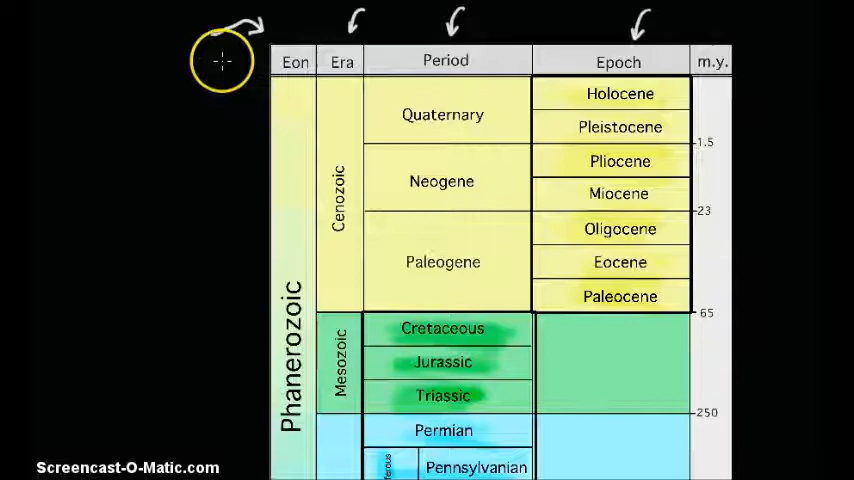 Eon Era Period Epoch m.y.
Holocene
Quaternary
Pleistocene
1.5
Pliocene
Neogene
Miocene
Cenozoic
23
Oligocene
Paleogene
Eocene
Paleocene
65
Phanerozoic
Mesozoic
Cretaceous
Jurassic
Triassic
250
Permian
Pennsylvanian
Screencast-O-Matic.com